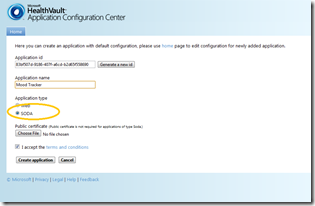 Microsoft
HealthVault
Application Configuration Center
Home
Here you can create an application with default configuration, please use home page to edit configuration for newly added application.
Application id
Generate a new id
Application name
Mood Tracker
Application type
Web
SODA
Public certificate (Public certificate is not required for applications of type Soda)
Choose File No file chosen
I accept the terms and conditions
Create application Cancel
© Microsoft | Privacy | Legal | Help | Feedback